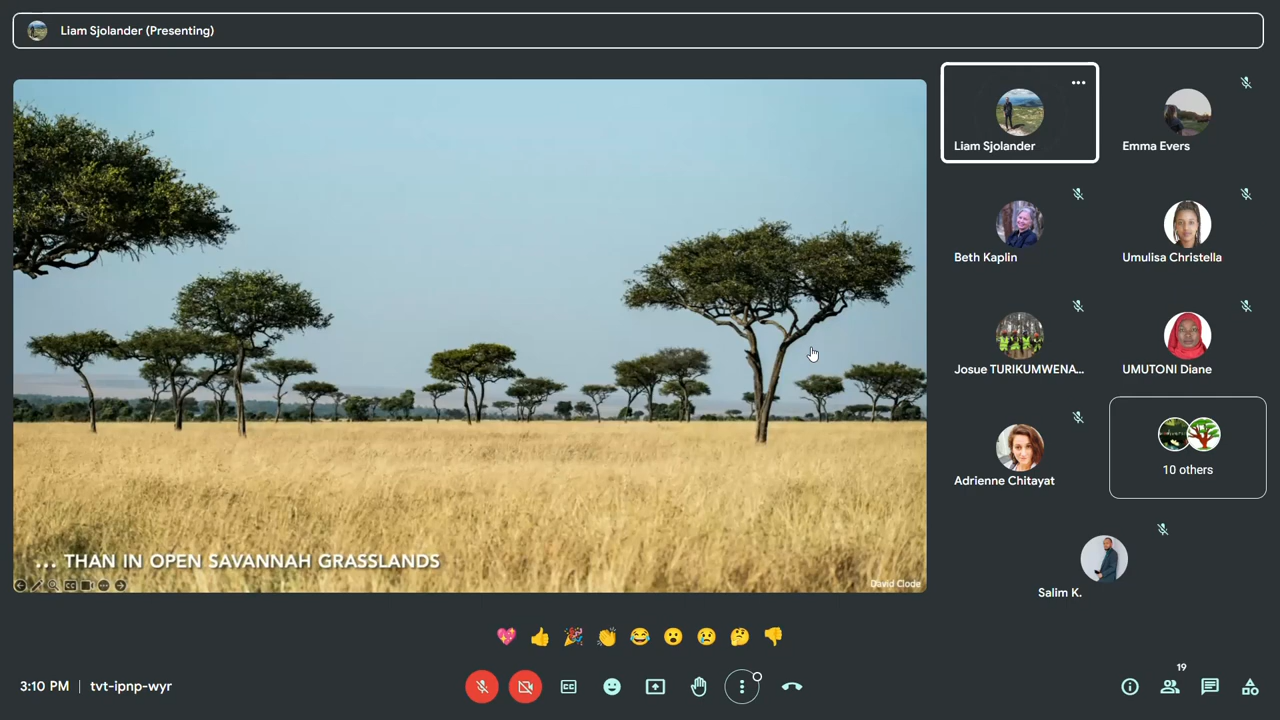 Liam Sjolander (Presenting)
... THAN IN OPEN SAVANNAH GRASSLANDS
David Clode
Liam Sjolander
Emma Evers
Beth Kaplin
Umulisa Christella
Josue TURIKUMWENA...
UMUTONI Diane
Adrienne Chitayat
10 others
Salim K.
3:10 PM | tvt-ipnp-wyr
19